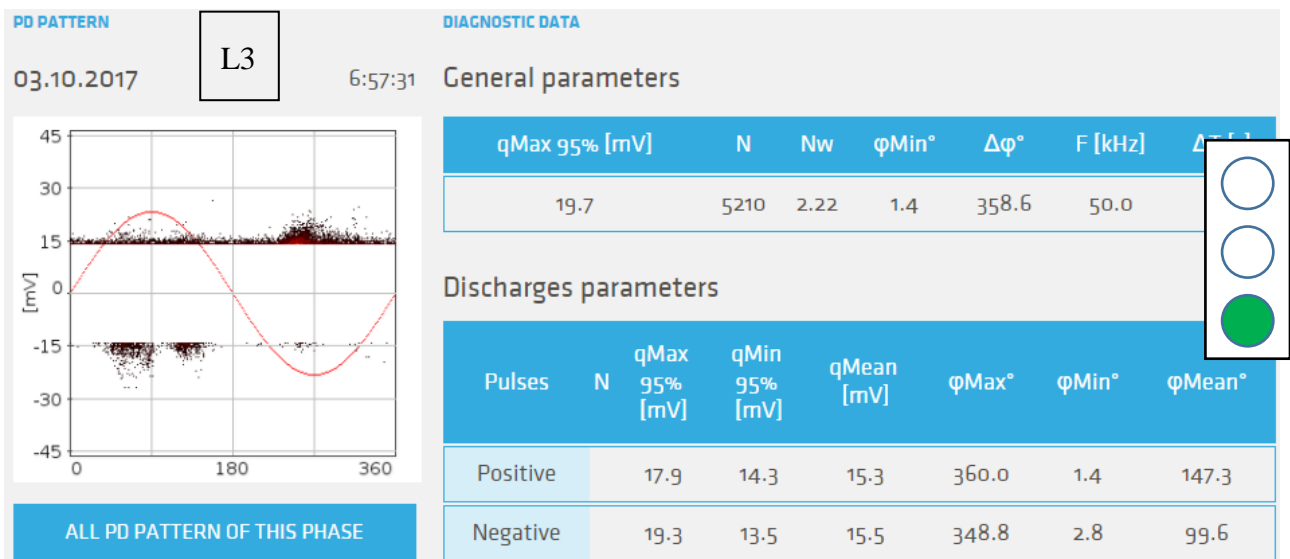 PD PATTERN
L3
03.10.2017 6:57:31
45
30
15
0
-15
-30
-45
[mV]
0 180 360
ALL PD PATTERN OF THIS PHASE
DIAGNOSTIC DATA
General parameters
qMax 95% [mV] N Nw φMin° Δφ° F [kHz]
19.7 5210 2.22 1.4 358.6 50.0
Discharges parameters
Pulses N qMax 95% [mV] qMin 95% [mV] qMean [mV] φMax° φMin° φMean°
Positive 17.9 14.3 15.3 360.0 1.4 147.3
Negative 19.3 13.5 15.5 348.8 2.8 99.6